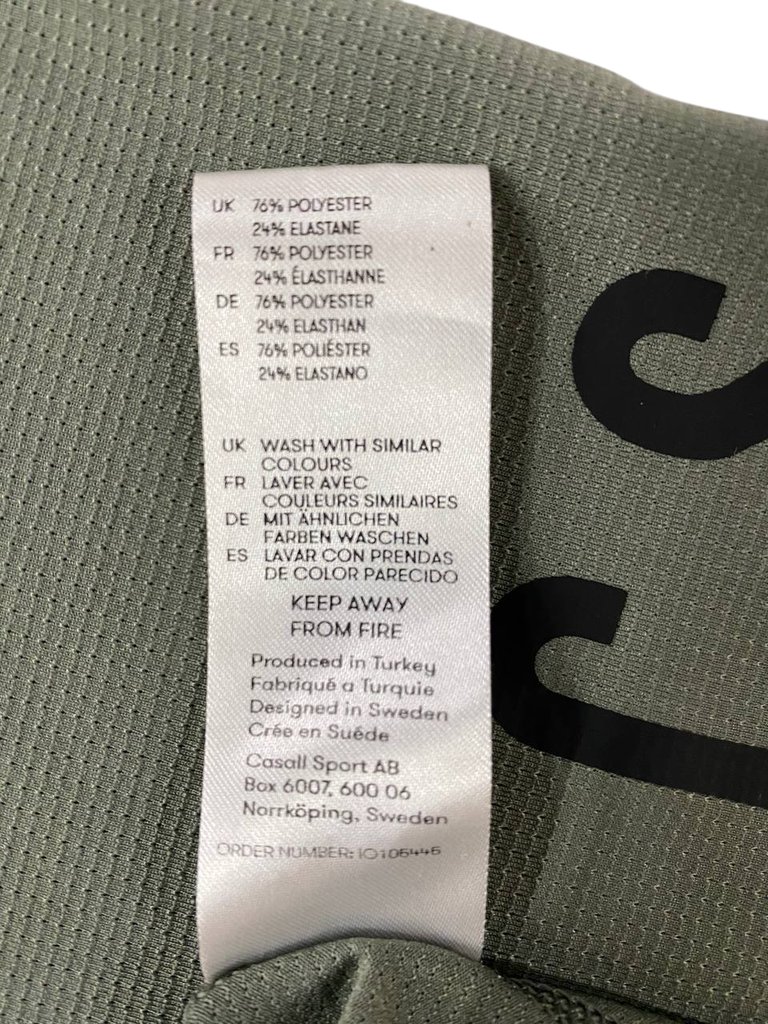 UK 76% POLYESTER
24% ELASTANE
FR 76% POLYESTER
24% ÉLASTHANNE
DE 76% POLYESTER
24% ELASTHAN
ES 76% POLIÉSTER
24% ELASTANO
UK WASH WITH SIMILAR
COLOURS
FR LAVER AVEC
COULEURS SIMILAIRES
DE MIT ÄHNLICHEN
FARBEN WASCHEN
ES LAVAR CON PRENDAS
DE COLOR PARECIDO
KEEP AWAY
FROM FIRE
Produced in Turkey
Fabriqué a Turquie
Designed in Sweden
Crée en Suéde
Casall Sport AB
Box 6007, 600 06
Norrköping, Sweden
ORDER NUMBER: IO105445